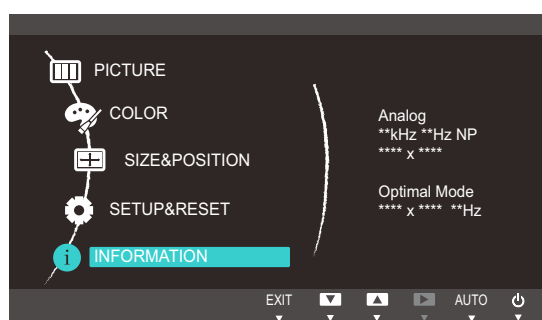 PICTURE
COLOR
SIZE&POSITION
SETUP&RESET
i INFORMATION
Analog
**kHz **Hz NP
**** x ****
Optimal Mode
**** x **** **Hz
EXIT AUTO